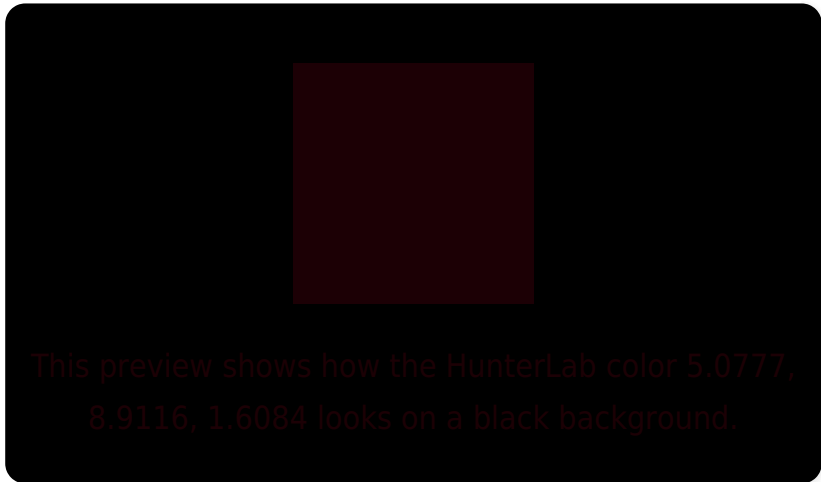 This preview shows how the HunterLab color 5.0777,
8.9116, 1.6084 looks on a black background.